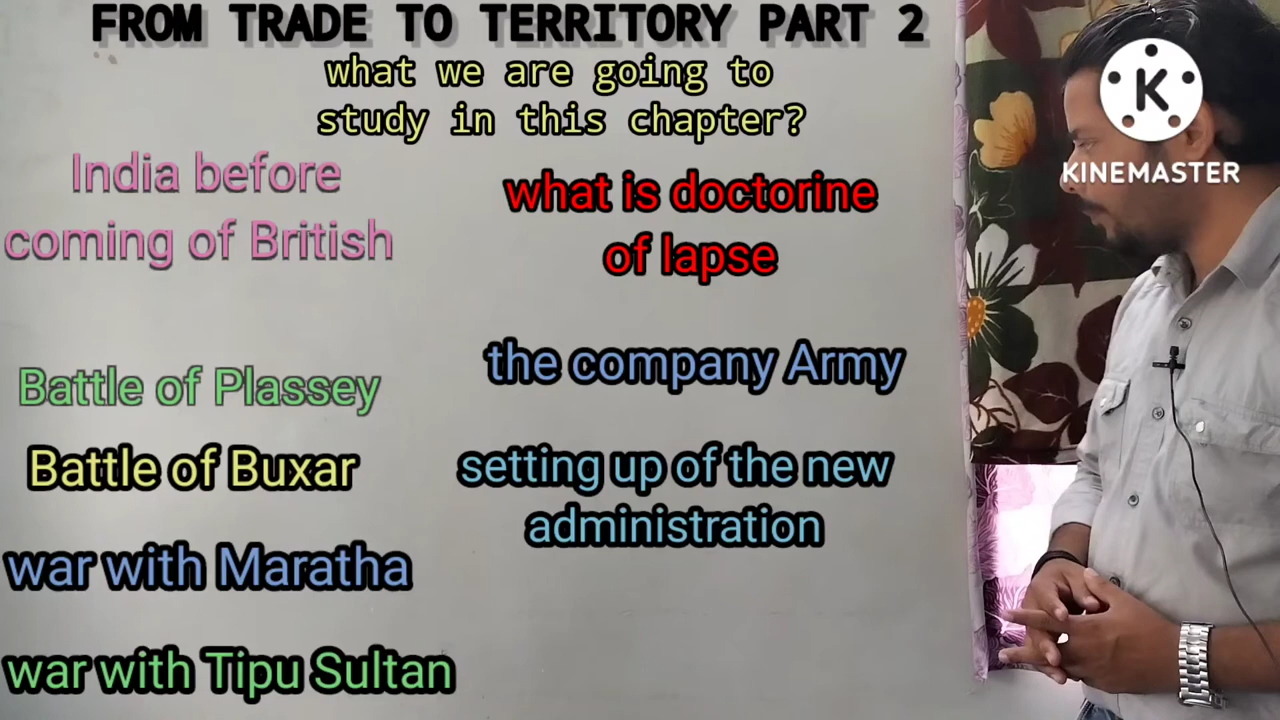 FROM TRADE TO TERRITORY PART 2
what we are going to
study in this chapter?
India before
coming of British
Battle of Plassey
Battle of Buxar
war with Maratha
war with Tipu Sultan
what is doctorine
of lapse
the company Army
setting up of the new
administration
K
KINEMASTER